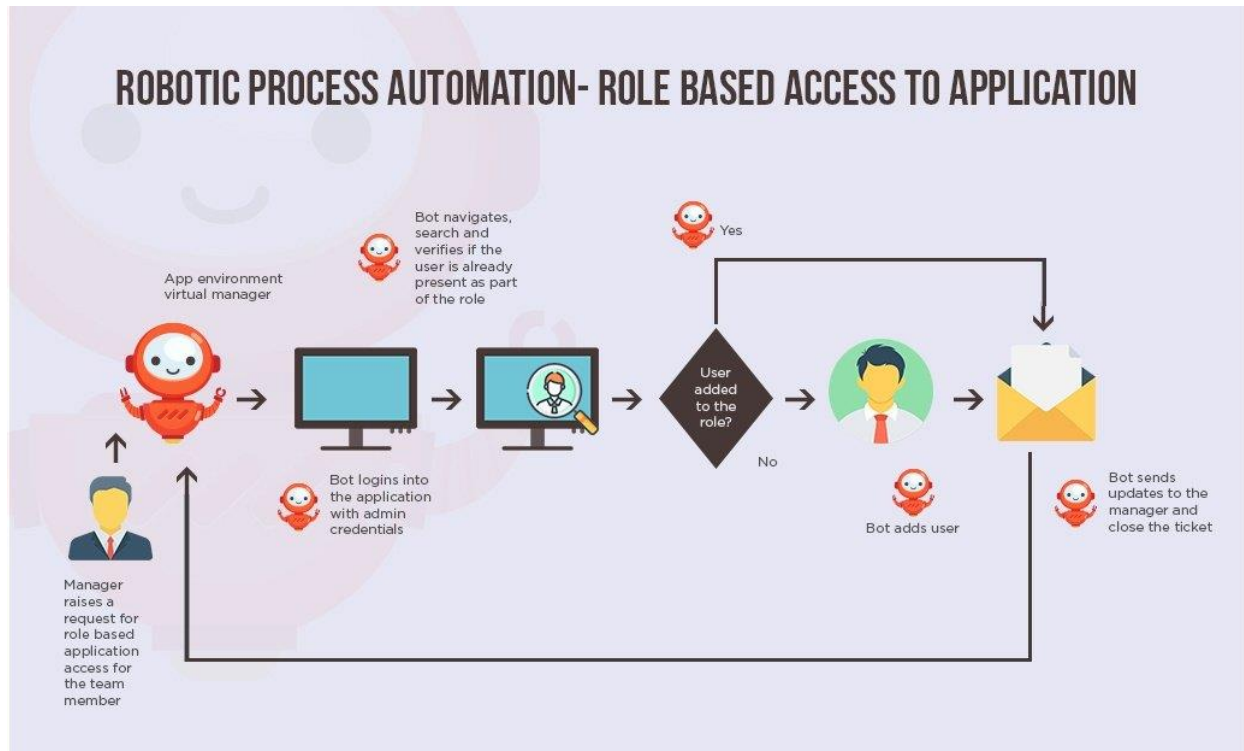 ROBOTIC PROCESS AUTOMATION- ROLE BASED ACCESS TO APPLICATION
Manager
raises a
request for
role based
application
access for
the team
member
App environment
virtual manager
Bot logins into
the application
with admin
credentials
Bot navigates,
search and
verifies if the
user is already
present as part
of the role
User
added
to the
role?
Yes
No
Bot adds user
Bot sends
updates to the
manager and
close the ticket